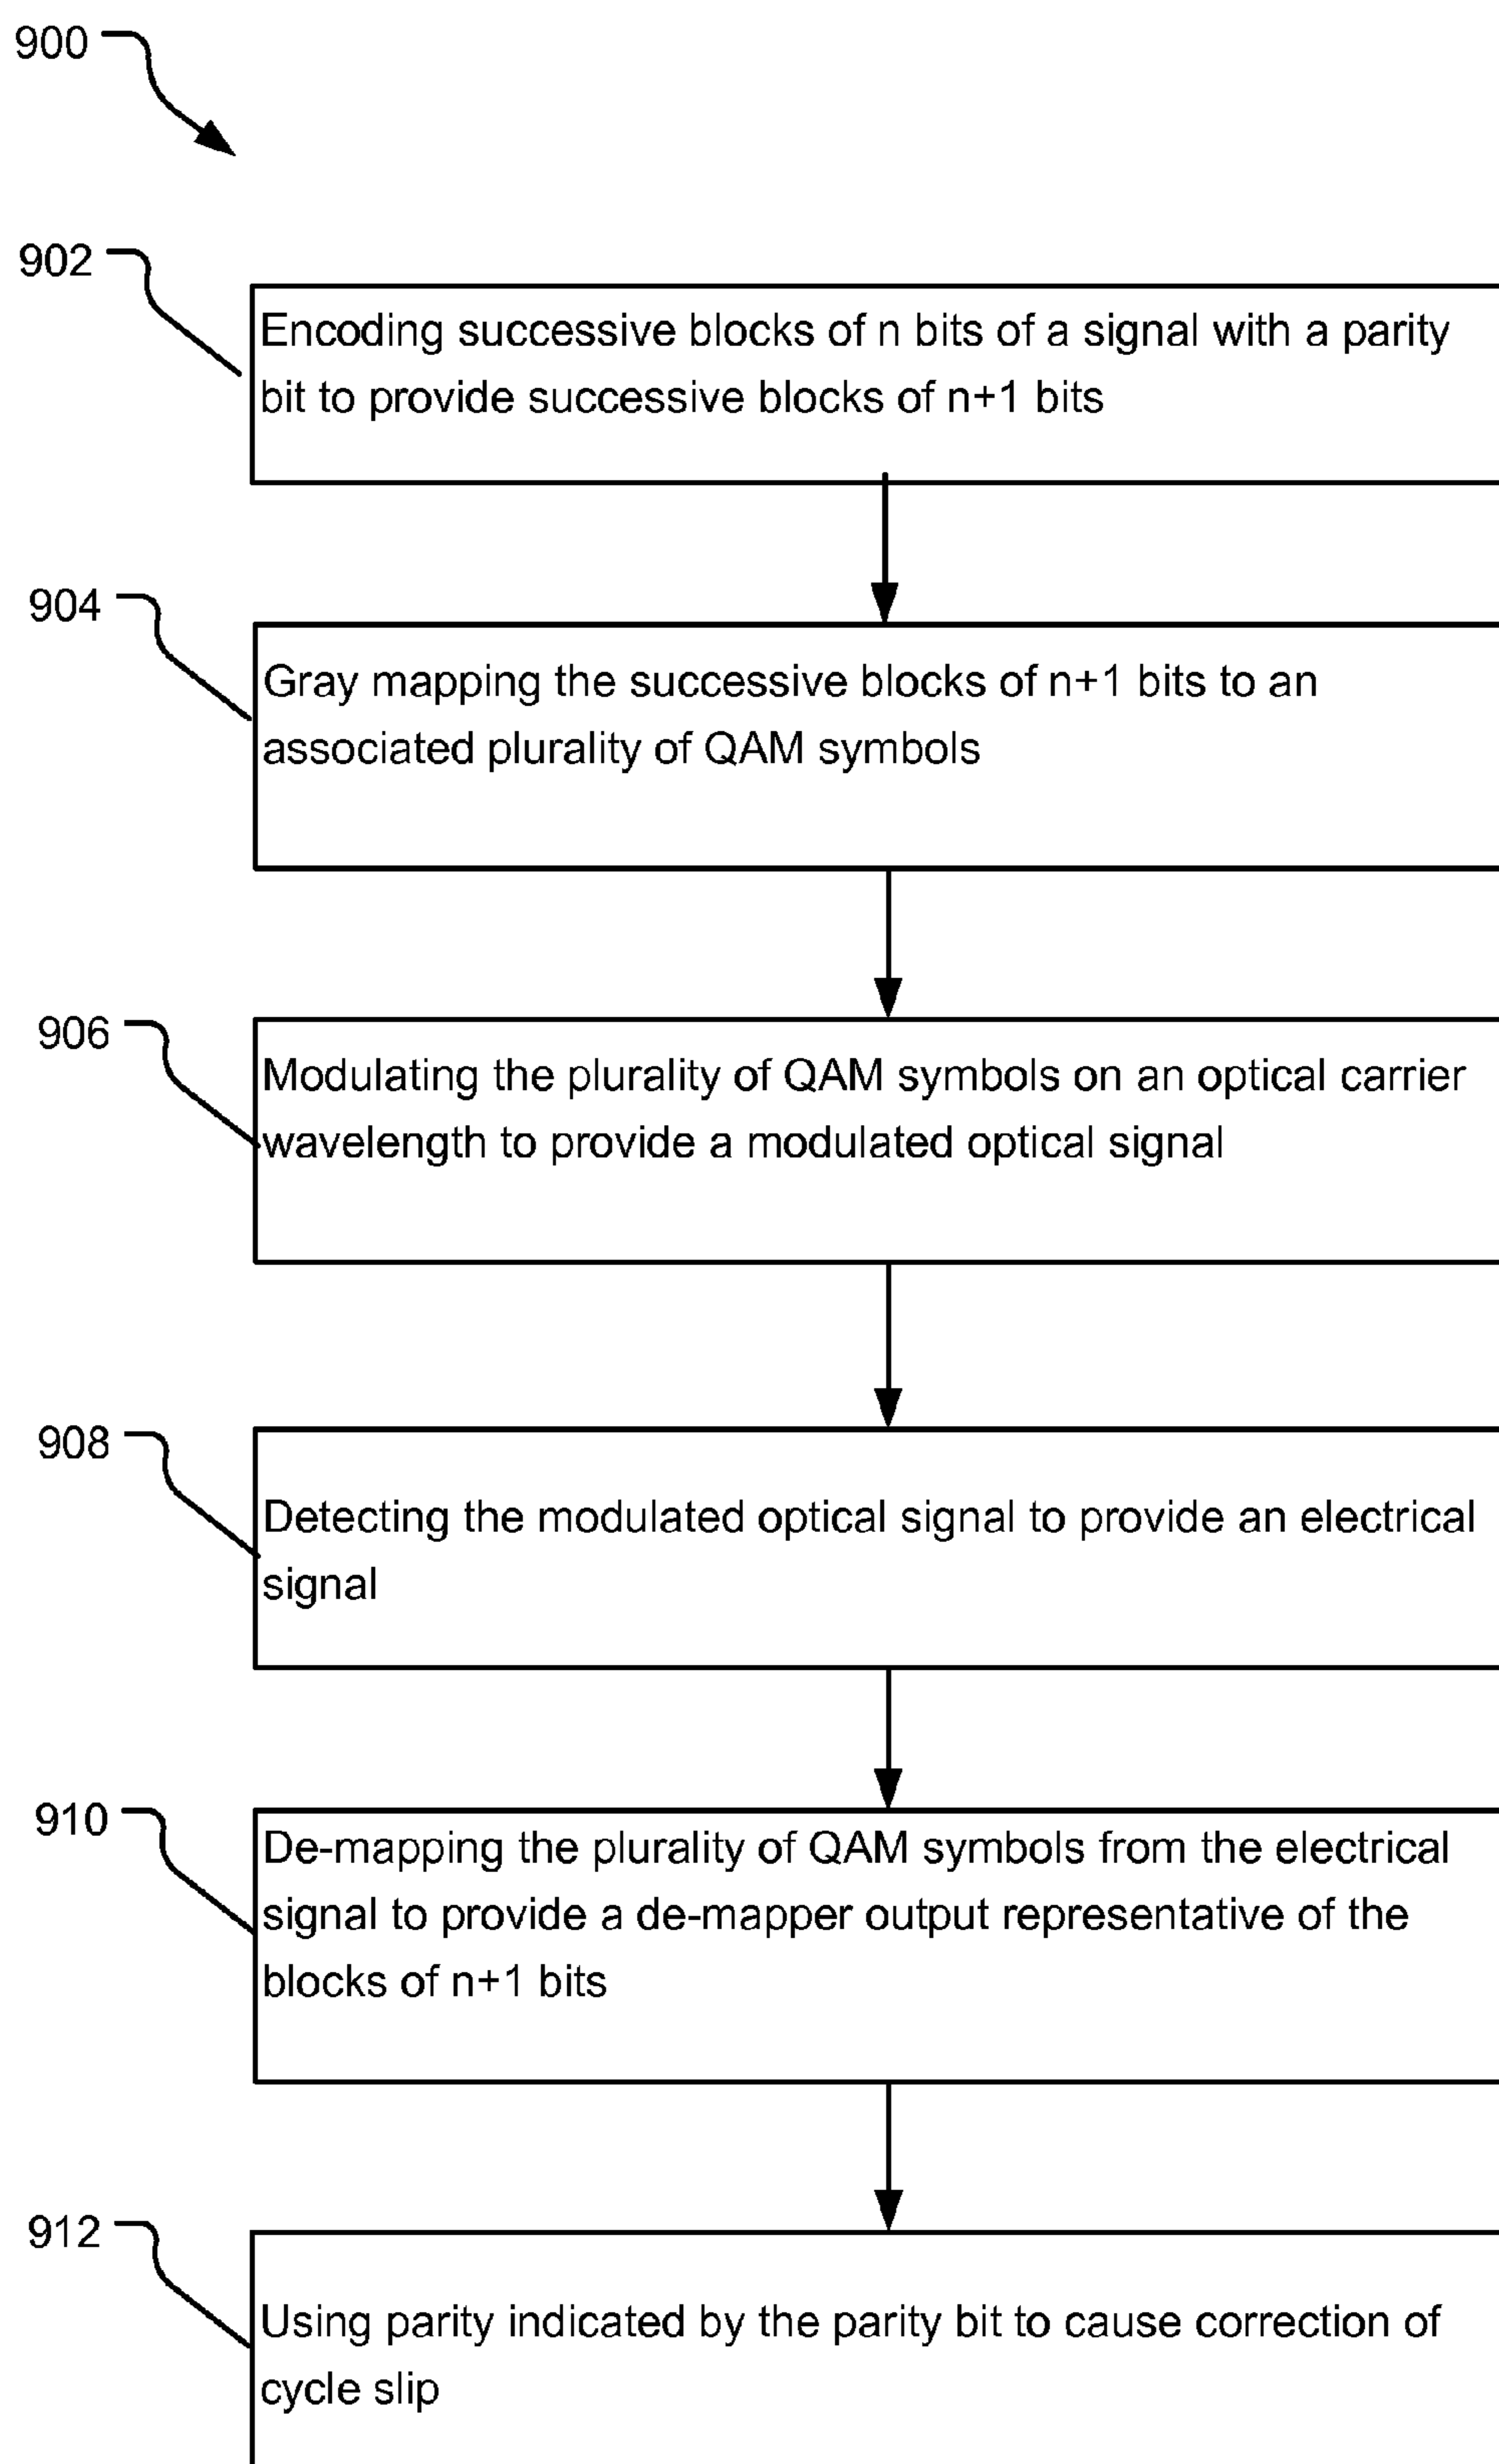 900
902
Encoding successive blocks of n bits of a signal with a parity
bit to provide successive blocks of n+1 bits
904
Gray mapping the successive blocks of n+1 bits to an
associated plurality of QAM symbols
906
Modulating the plurality of QAM symbols on an optical carrier
wavelength to provide a modulated optical signal
908
Detecting the modulated optical signal to provide an electrical
signal
910
De-mapping the plurality of QAM symbols from the electrical
signal to provide a de-mapper output representative of the
blocks of n+1 bits
912
Using parity indicated by the parity bit to cause correction of
cycle slip